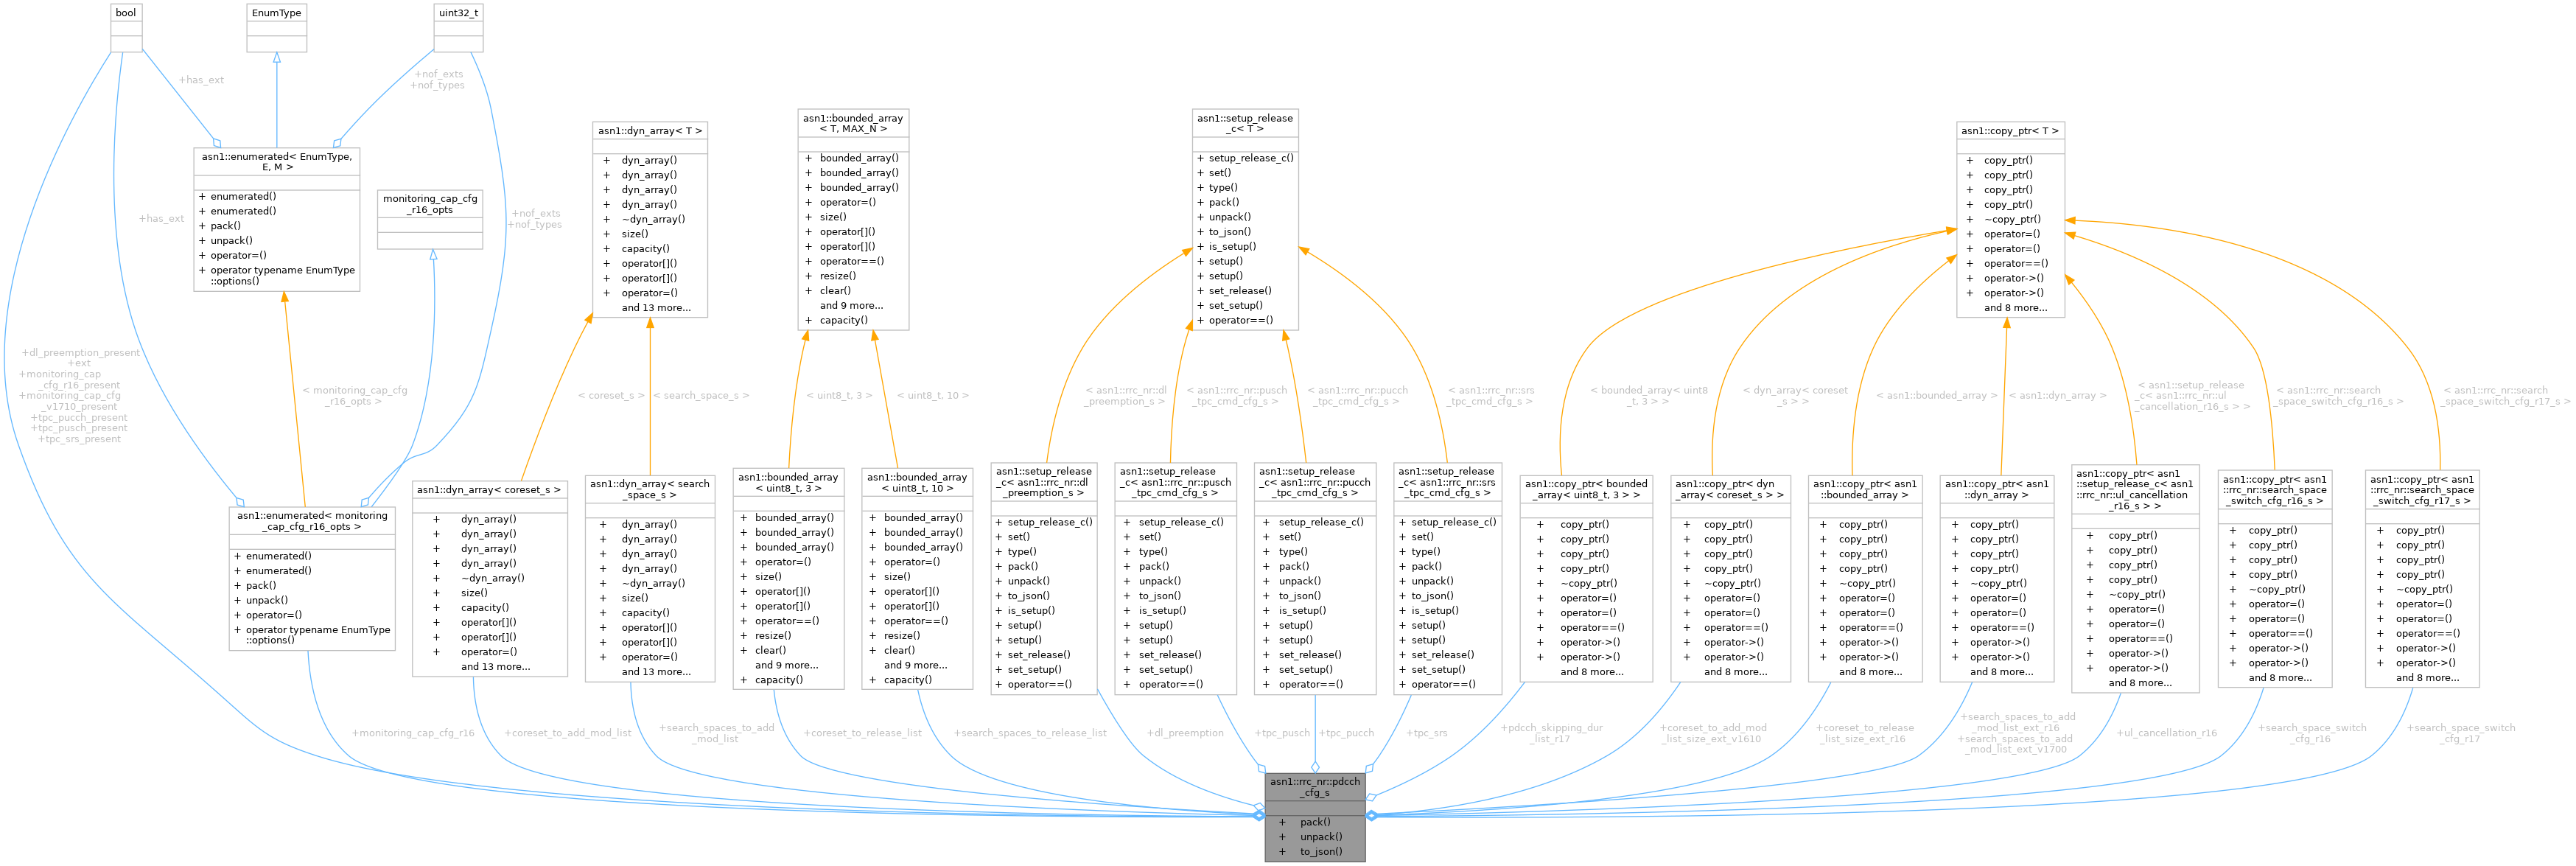 bool
EnumType
uint32_t
+has_ext
+nof_exts
+nof_types
asn1::enumerated< EnumType,
E, M >
+ enumerated()
+ enumerated()
+ pack()
+ unpack()
+ operator=()
+ operator typename EnumType
::options()
monitoring_cap_cfg
_r16_opts
+has_ext
+nof_exts
+nof_types
asn1::dyn_array< T >
+ dyn_array()
+ dyn_array()
+ dyn_array()
+ dyn_array()
+ ~dyn_array()
+ size()
+ capacity()
+ operator[]()
+ operator[]()
+ operator=()
and 13 more...
asn1::bounded_array
< T, MAX_N >
+ bounded_array()
+ bounded_array()
+ bounded_array()
+ operator=()
+ size()
+ operator[]()
+ operator[]()
+ operator==()
+ resize()
+ clear()
and 9 more...
+ capacity()
asn1::setup_release
_c< T >
+ setup_release_c()
+ set()
+ type()
+ pack()
+ unpack()
+ to_json()
+ is_setup()
+ setup()
+ setup()
+ set_release()
+ set_setup()
+ operator==()
asn1::copy_ptr< T >
+ copy_ptr()
+ copy_ptr()
+ copy_ptr()
+ copy_ptr()
+ ~copy_ptr()
+ operator=()
+ operator=()
+ operator==()
+ operator->()
+ operator->()
and 8 more...
+dl_preemption_present
+ext
+monitoring_cap
_cfg_r16_present
+monitoring_cap_cfg
_v1710_present
+tpc_pucch_present
+tpc_pusch_present
+tpc_srs_present
< monitoring_cap_cfg
_r16_opts >
< coreset_s >
< search_space_s >
< uint8_t, 3 >
< uint8_t, 10 >
< asn1::rrc_nr::dl
_preemption_s >
< asn1::rrc_nr::pusch
_tpc_cmd_cfg_s >
< asn1::rrc_nr::pucch
_tpc_cmd_cfg_s >
< asn1::rrc_nr::srs
_tpc_cmd_cfg_s >
< bounded_array< uint8
_t, 3 > >
< dyn_array< coreset
_s > >
< asn1::bounded_array >
< asn1::dyn_array >
< asn1::setup_release
_c< asn1::rrc_nr::ul
_cancellation_r16_s > >
< asn1::rrc_nr::search
_space_switch_cfg_r16_s >
< asn1::rrc_nr::search
_space_switch_cfg_r17_s >
asn1::enumerated< monitoring
_cap_cfg_r16_opts >
+ enumerated()
+ enumerated()
+ pack()
+ unpack()
+ operator=()
+ operator typename EnumType
::options()
asn1::dyn_array< coreset_s >
+ dyn_array()
+ dyn_array()
+ dyn_array()
+ dyn_array()
+ ~dyn_array()
+ size()
+ capacity()
+ operator[]()
+ operator[]()
+ operator=()
and 13 more...
asn1::dyn_array< search
_space_s >
+ dyn_array()
+ dyn_array()
+ dyn_array()
+ dyn_array()
+ ~dyn_array()
+ size()
+ capacity()
+ operator[]()
+ operator[]()
+ operator=()
and 13 more...
asn1::bounded_array
< uint8_t, 3 >
+ bounded_array()
+ bounded_array()
+ bounded_array()
+ operator=()
+ size()
+ operator[]()
+ operator[]()
+ operator==()
+ resize()
+ clear()
and 9 more...
+ capacity()
asn1::bounded_array
< uint8_t, 10 >
+ bounded_array()
+ bounded_array()
+ bounded_array()
+ operator=()
+ size()
+ operator[]()
+ operator[]()
+ operator==()
+ resize()
+ clear()
and 9 more...
+ capacity()
asn1::setup_release
_c< asn1::rrc_nr::dl
_preemption_s >
+ setup_release_c()
+ set()
+ type()
+ pack()
+ unpack()
+ to_json()
+ is_setup()
+ setup()
+ setup()
+ set_release()
+ set_setup()
+ operator==()
asn1::setup_release
_c< asn1::rrc_nr::pusch
_tpc_cmd_cfg_s >
+ setup_release_c()
+ set()
+ type()
+ pack()
+ unpack()
+ to_json()
+ is_setup()
+ setup()
+ setup()
+ set_release()
+ set_setup()
+ operator==()
asn1::setup_release
_c< asn1::rrc_nr::pucch
_tpc_cmd_cfg_s >
+ setup_release_c()
+ set()
+ type()
+ pack()
+ unpack()
+ to_json()
+ is_setup()
+ setup()
+ setup()
+ set_release()
+ set_setup()
+ operator==()
asn1::setup_release
_c< asn1::rrc_nr::srs
_tpc_cmd_cfg_s >
+ setup_release_c()
+ set()
+ type()
+ pack()
+ unpack()
+ to_json()
+ is_setup()
+ setup()
+ setup()
+ set_release()
+ set_setup()
+ operator==()
asn1::copy_ptr< bounded
_array< uint8_t, 3 > >
+ copy_ptr()
+ copy_ptr()
+ copy_ptr()
+ copy_ptr()
+ ~copy_ptr()
+ operator=()
+ operator=()
+ operator==()
+ operator->()
+ operator->()
and 8 more...
asn1::copy_ptr< dyn
_array< coreset_s > >
+ copy_ptr()
+ copy_ptr()
+ copy_ptr()
+ copy_ptr()
+ ~copy_ptr()
+ operator=()
+ operator=()
+ operator==()
+ operator->()
+ operator->()
and 8 more...
asn1::copy_ptr< asn1
::bounded_array >
+ copy_ptr()
+ copy_ptr()
+ copy_ptr()
+ copy_ptr()
+ ~copy_ptr()
+ operator=()
+ operator=()
+ operator==()
+ operator->()
+ operator->()
and 8 more...
asn1::copy_ptr< asn1
::dyn_array >
+ copy_ptr()
+ copy_ptr()
+ copy_ptr()
+ copy_ptr()
+ ~copy_ptr()
+ operator=()
+ operator=()
+ operator==()
+ operator->()
+ operator->()
and 8 more...
asn1::copy_ptr< asn1
::setup_release_c< asn1
::rrc_nr::ul_cancellation
_r16_s > >
+ copy_ptr()
+ copy_ptr()
+ copy_ptr()
+ copy_ptr()
+ ~copy_ptr()
+ operator=()
+ operator=()
+ operator==()
+ operator->()
+ operator->()
and 8 more...
asn1::copy_ptr< asn1
::rrc_nr::search_space
_switch_cfg_r16_s >
+ copy_ptr()
+ copy_ptr()
+ copy_ptr()
+ copy_ptr()
+ ~copy_ptr()
+ operator=()
+ operator=()
+ operator==()
+ operator->()
+ operator->()
and 8 more...
asn1::copy_ptr< asn1
::rrc_nr::search_space
_switch_cfg_r17_s >
+ copy_ptr()
+ copy_ptr()
+ copy_ptr()
+ copy_ptr()
+ ~copy_ptr()
+ operator=()
+ operator=()
+ operator==()
+ operator->()
+ operator->()
and 8 more...
+monitoring_cap_cfg_r16
+coreset_to_add_mod_list
+search_spaces_to_add
_mod_list
+coreset_to_release_list
+search_spaces_to_release_list
+dl_preemption
+tpc_pusch
+tpc_pucch
+tpc_srs
+pdcch_skipping_dur
_list_r17
+coreset_to_add_mod
_list_size_ext_v1610
+coreset_to_release
_list_size_ext_r16
+search_spaces_to_add
_mod_list_ext_r16
+search_spaces_to_add
_mod_list_ext_v1700
+ul_cancellation_r16
+search_space_switch
_cfg_r16
+search_space_switch
_cfg_r17
asn1::rrc_nr::pdcch
_cfg_s
+ pack()
+ unpack()
+ to_json()